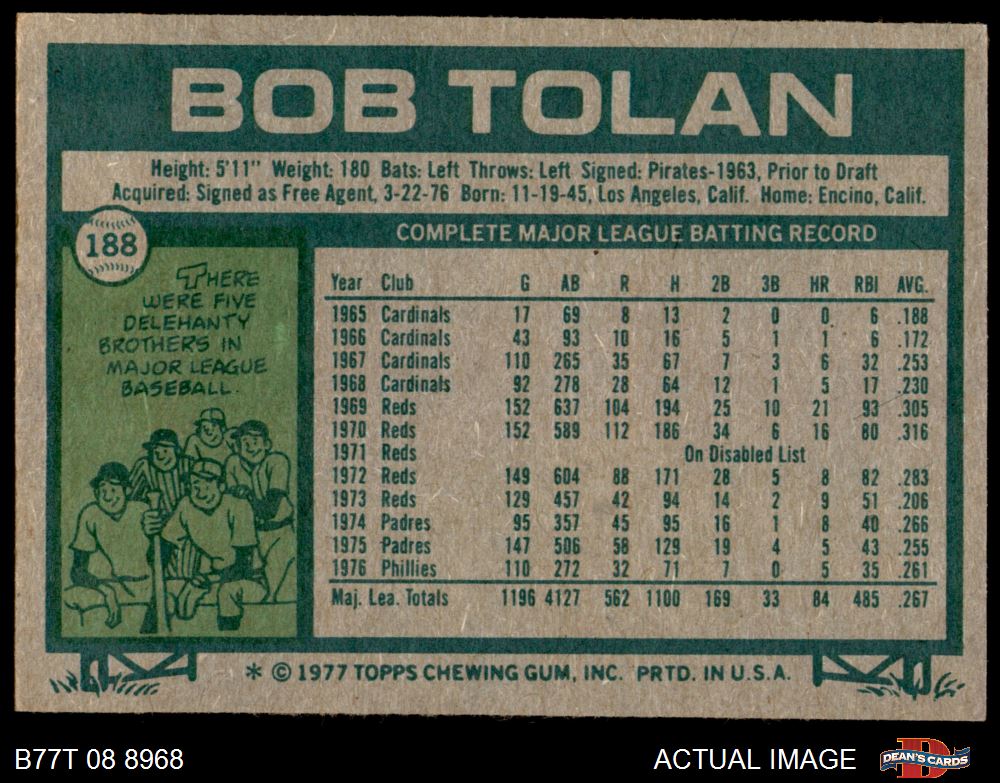 BOB TOLAN
Height: 5'11" Weight: 180 Bats: Left Throws: Left Signed: Pirates-1963, Prior to Draft
Acquired: Signed as Free Agent, 3-22-76 Born: 11-19-45, Los Angeles, Calif. Home: Encino, Calif.
188
THERE
WERE FIVE
DELEHANTY
BROTHERS IN
MAJOR LEAGUE
BASEBALL.
COMPLETE MAJOR LEAGUE BATTING RECORD
Year Club G AB R H 2B 3B HR RBI AVG.
1965 Cardinals 17 69 8 13 2 0 0 6 .188
1966 Cardinals 43 93 10 16 5 1 1 6 .172
1967 Cardinals 110 265 35 67 7 3 6 32 .253
1968 Cardinals 92 278 28 64 12 1 5 17 .230
1969 Reds 152 637 104 194 25 10 21 93 .305
1970 Reds 152 589 112 186 34 6 16 80 .316
1971 Reds On Disabled List
1972 Reds 149 604 88 171 28 5 8 82 .283
1973 Reds 129 457 42 94 14 2 9 51 .206
1974 Padres 95 357 45 95 16 1 8 40 .266
1975 Padres 147 506 58 129 19 4 5 43 .255
1976 Phillies 110 272 32 71 7 0 5 35 .261
Maj. Lea. Totals 1196 4127 562 1100 169 33 84 485 .267
* © 1977 TOPPS CHEWING GUM, INC. PRTD. IN U.S.A.
B77T 08 8968
ACTUAL IMAGE
DEAN'S CARDS